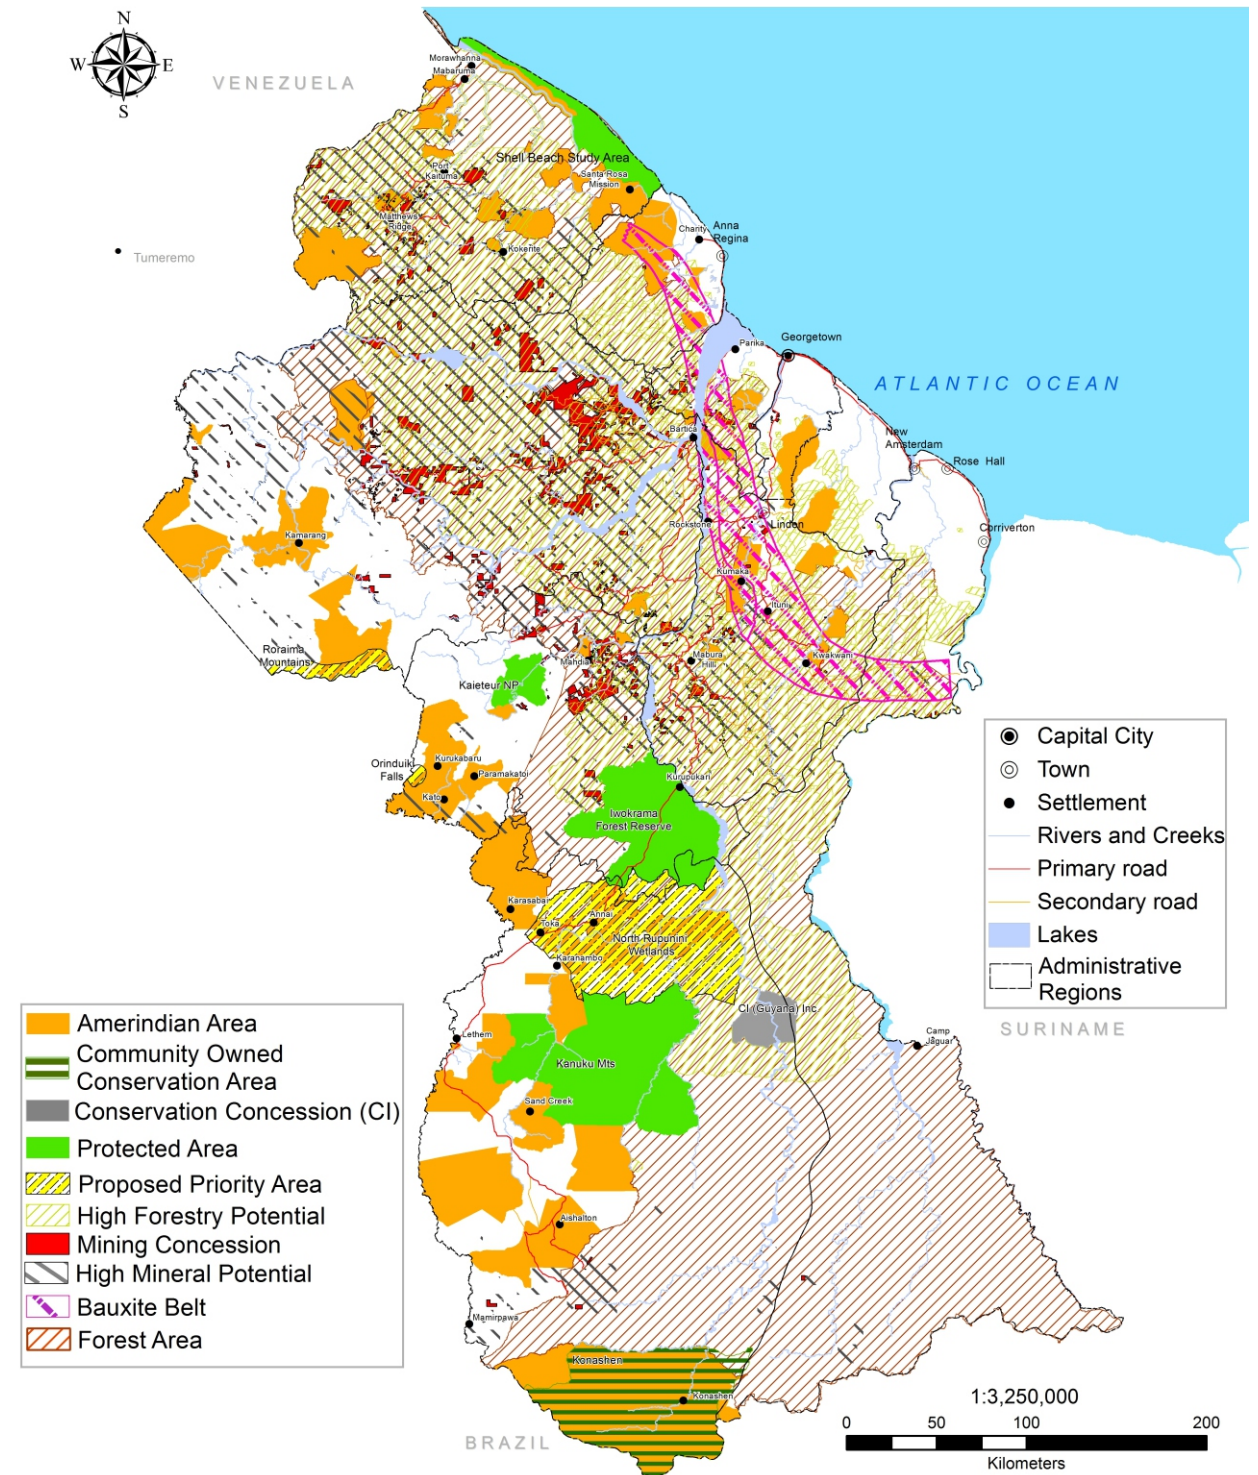 N
W
E
S
VENEZUELA
Morawhanna
Mabaruma
Shell Beach Study Area
Port
Kaituma
Santa Rosa
Mission
Matthews
Ridge
Kokerite
Charity
Anna
Regina
Tumeremo
Parika
Georgetown
ATLANTIC OCEAN
Bartica
New
Amsterdam
Rose Hall
Rockstone
Linden
Corriverton
Kamarang
Kumaka
Ituni
Roraima
Mountains
Mahdia
Mabura
Hill
Kwakwani
Kaieteur NP
Orinduik
Falls
Kurukabaru
Paramakatoi
Kato
Kurupukari
Iwokrama
Forest Reserve
Karasabai
Toka
Annai
North Rupunini
Wetlands
Karanambo
CI (Guyana) Inc.
Lethem
Kanuku Mts
Camp
Jaguar
SURINAME
Sand Creek
Aishalton
Mamirpawa
Konashen
Konashen
BRAZIL
Capital City
Town
Settlement
Rivers and Creeks
Primary road
Secondary road
Lakes
Administrative
Regions
Amerindian Area
Community Owned
Conservation Area
Conservation Concession (CI)
Protected Area
Proposed Priority Area
High Forestry Potential
Mining Concession
High Mineral Potential
Bauxite Belt
Forest Area
1:3,250,000
0 50 100 200
Kilometers